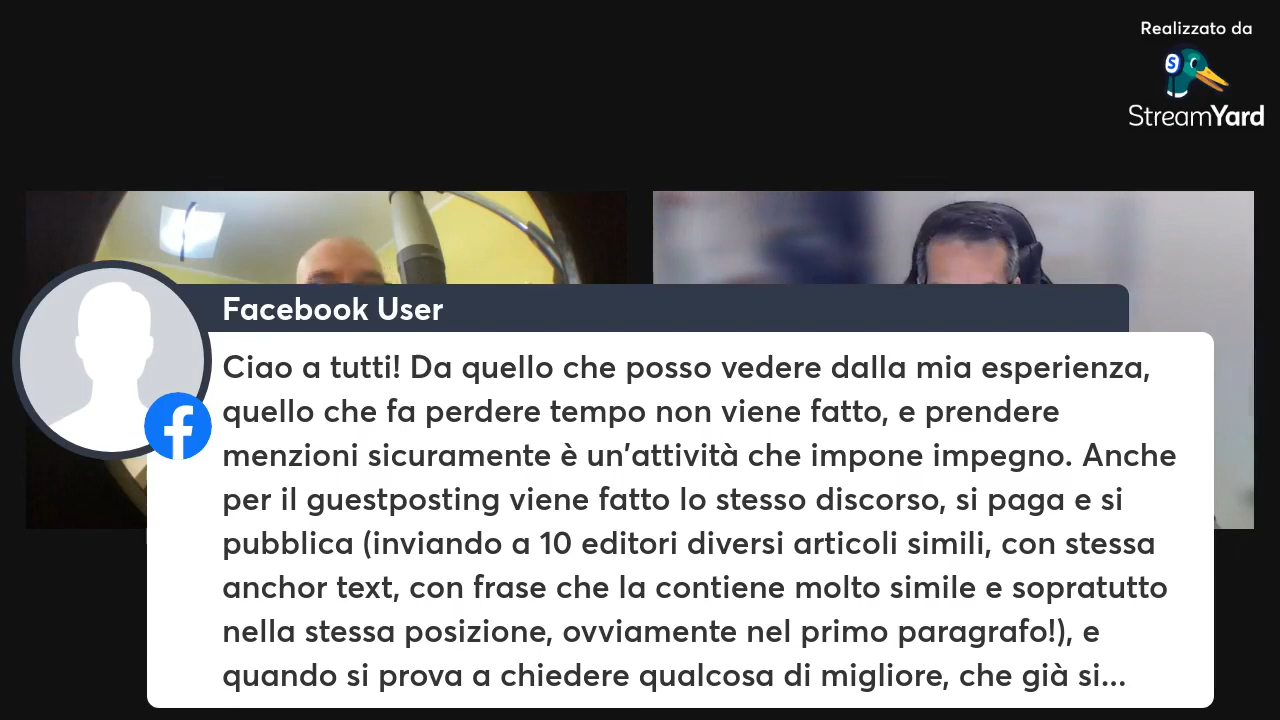 Realizzato da
S
StreamYard
Facebook User
Ciao a tutti! Da quello che posso vedere dalla mia esperienza,
quello che fa perdere tempo non viene fatto, e prendere
menzioni sicuramente è un'attività che impone impegno. Anche
per il guestposting viene fatto lo stesso discorso, si paga e si
pubblica (inviando a 10 editori diversi articoli simili, con stessa
anchor text, con frase che la contiene molto simile e sopratutto
nella stessa posizione, ovviamente nel primo paragrafo!), e
quando si prova a chiedere qualcosa di migliore, che già si...